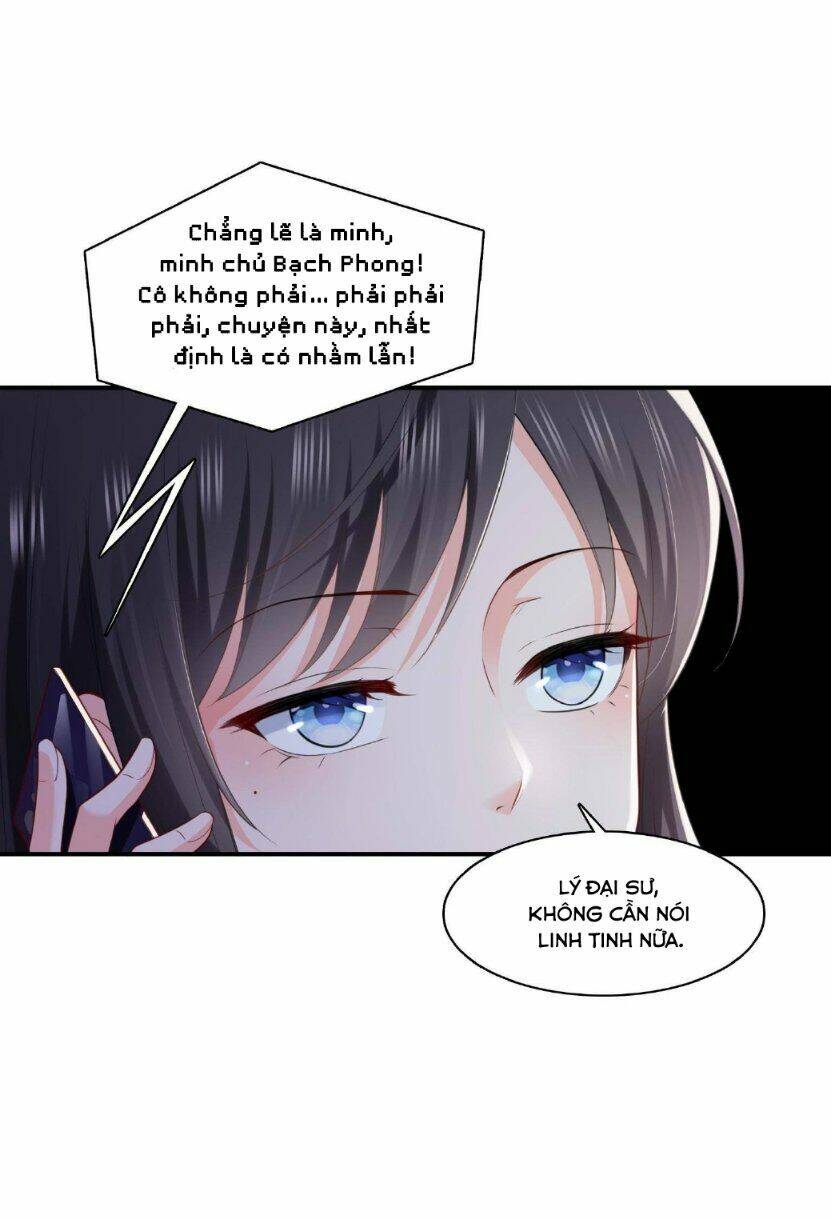 Chẳng lẽ là minh,
minh chủ Bạch Phong!
Cô không phải... phải phải
phải, chuyện này, nhất
định là có nhầm lẫn!
LÝ ĐẠI SƯ,
KHÔNG CẦN NÓI
LINH TINH NỮA.